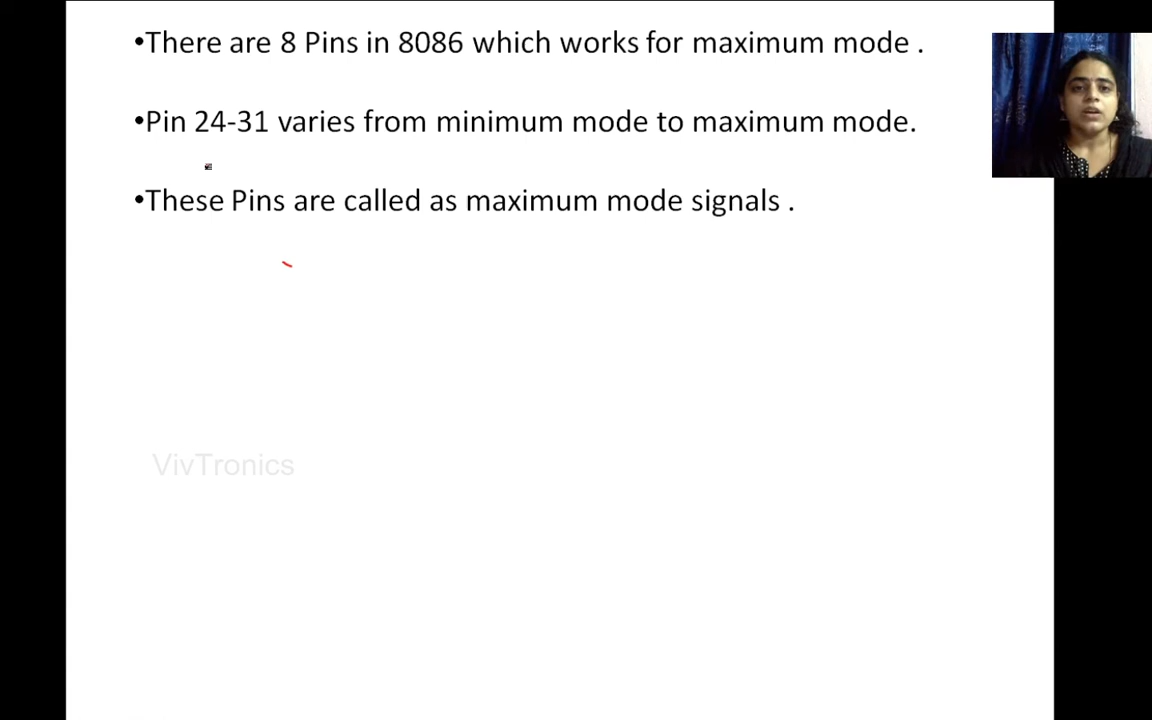 •There are 8 Pins in 8086 which works for maximum mode .
•Pin 24-31 varies from minimum mode to maximum mode.
•These Pins are called as maximum mode signals .
VivTronics